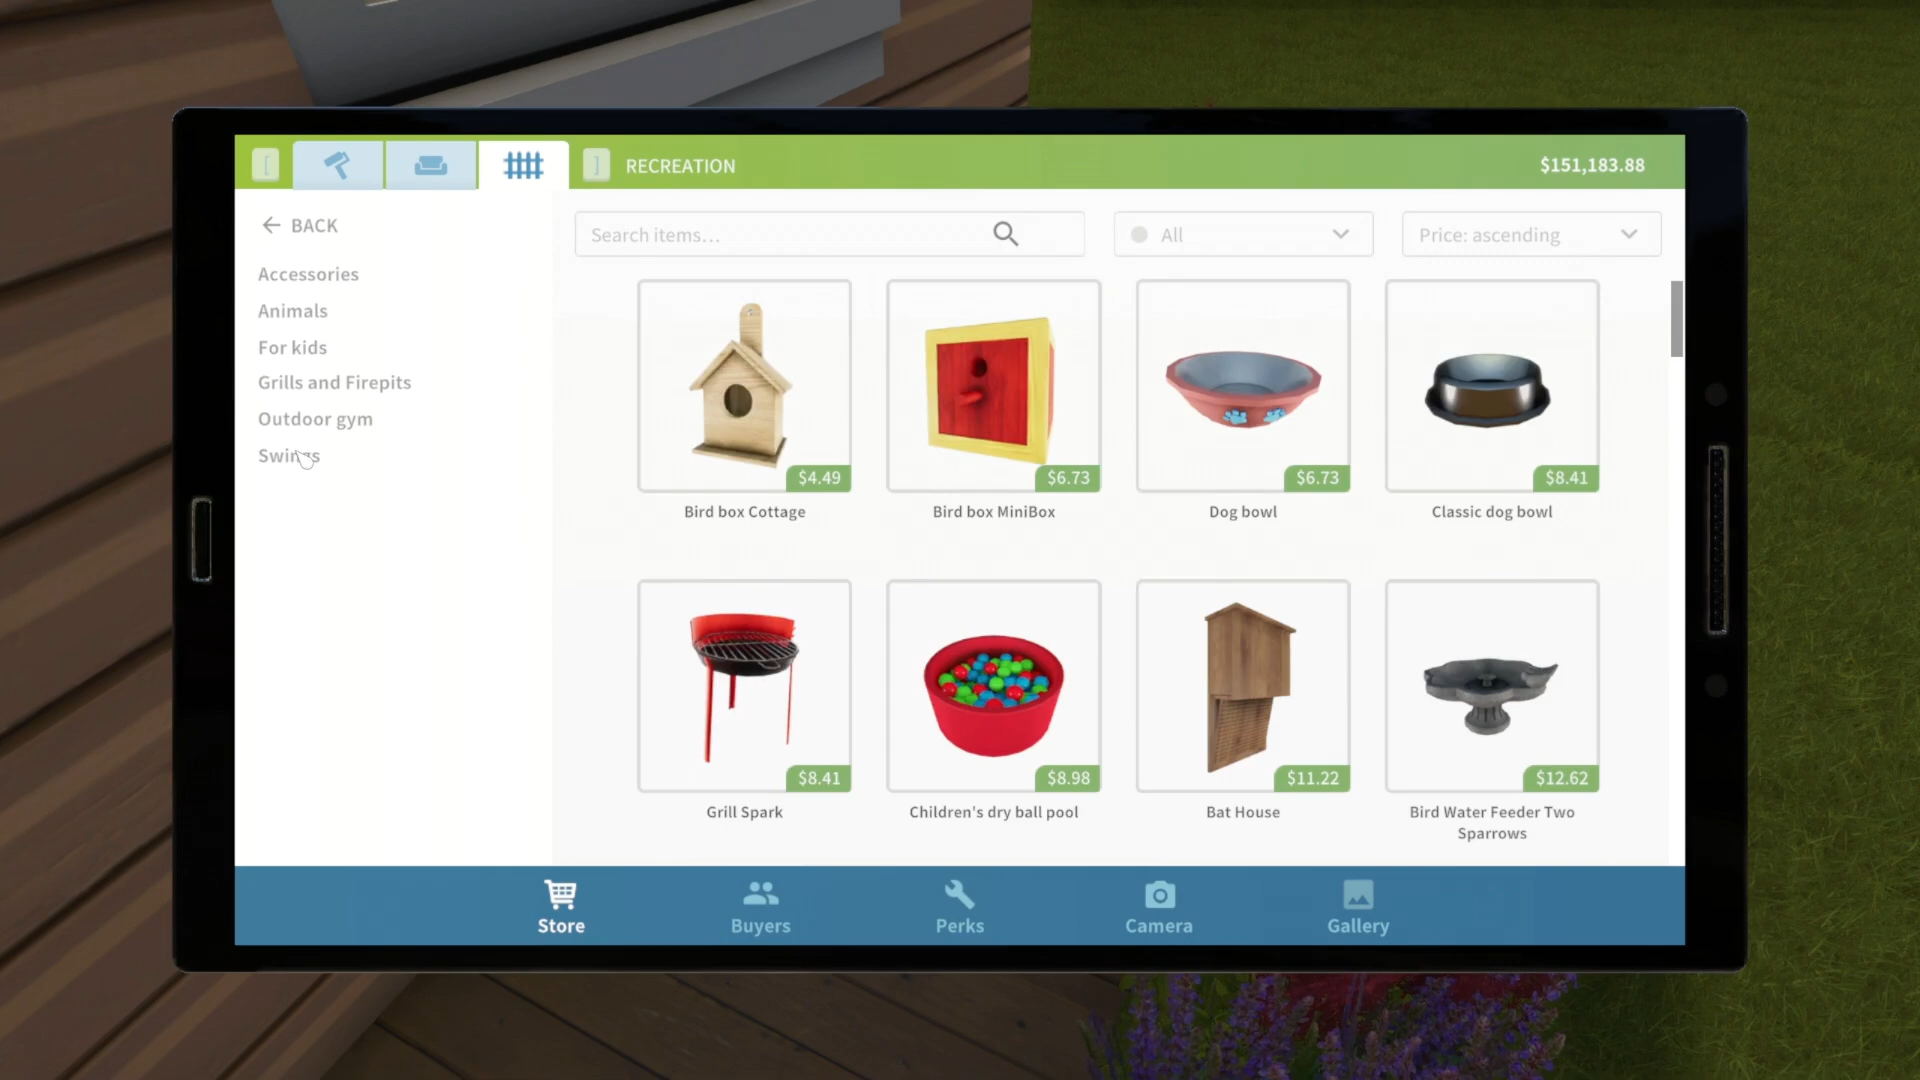 [
]
RECREATION
$151,183.88
BACK
Accessories
Animals
For kids
Grills and Firepits
Outdoor gym
Swings
Search items...
All
Price: ascending
$4.49
$6.73
$6.73
$8.41
Bird box Cottage
Bird box MiniBox
Dog bowl
Classic dog bowl
$8.41
$8.98
$11.22
$12.62
Grill Spark
Children's dry ball pool
Bat House
Bird Water Feeder Two
Sparrows
Store
Buyers
Perks
Camera
Gallery